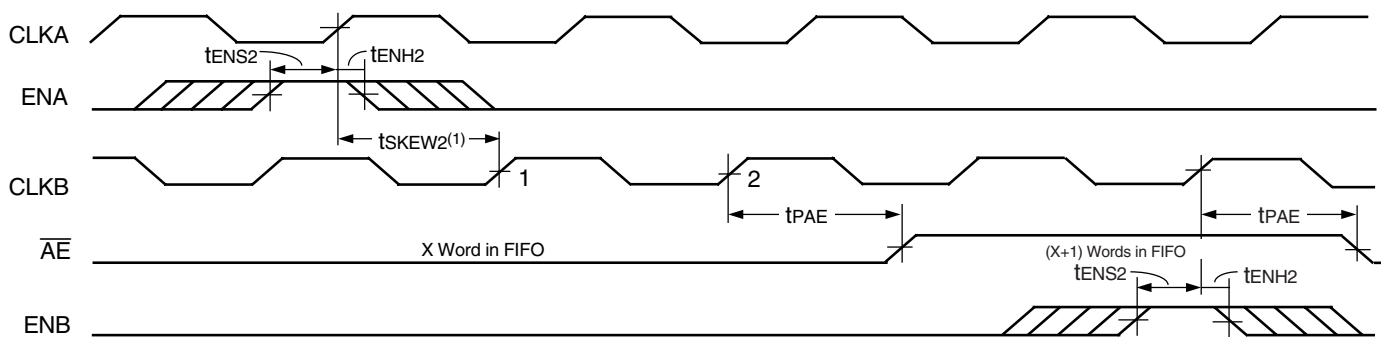 CLKA
tENS2
tENH2
ENA
tSKEW2(1)
CLKB
1
2
tPAE
tPAE
AE
X Word in FIFO
(X+1) Words in FIFO
tENS2
tENH2
ENB